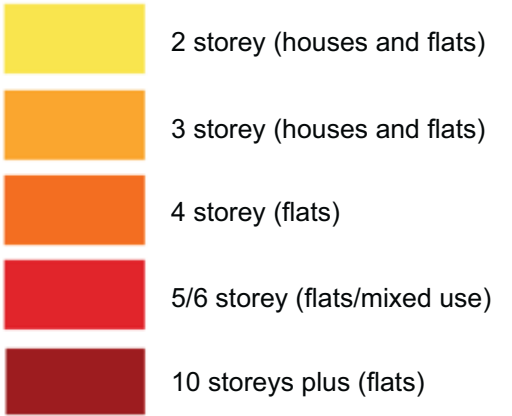 2 storey (houses and flats)
3 storey (houses and flats)
4 storey (flats)
5/6 storey (flats/mixed use)
10 storeys plus (flats)